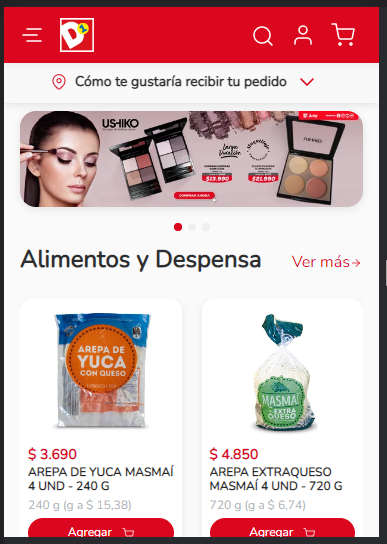 D1
Cómo te gustaría recibir tu pedido
USHIKO
$13.990
$21.990
COMPRAR AHORA
Alimentos y Despensa
Ver más
AREPA DE
YUCA
CON QUESO
MASMAÍ
EXTRA
QUESO
$ 3.690
AREPA DE YUCA MASMAÍ
4 UND - 240 G
240 g (g a $ 15,38)
Agregar
$ 4.850
AREPA EXTRAQUESO
MASMAÍ 4 UND - 720 G
720 g (g a $ 6,74)
Agregar